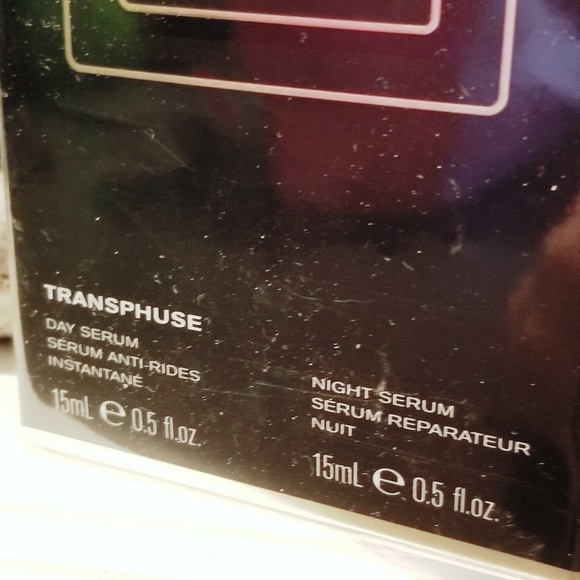 TRANSPHUSE
DAY SERUM
SÉRUM ANTI-RIDES
INSTANTANÉ
15mL e 0.5 fl.oz.
NIGHT SERUM
SÉRUM REPARATEUR
NUIT
15mL e 0.5 fl.oz.